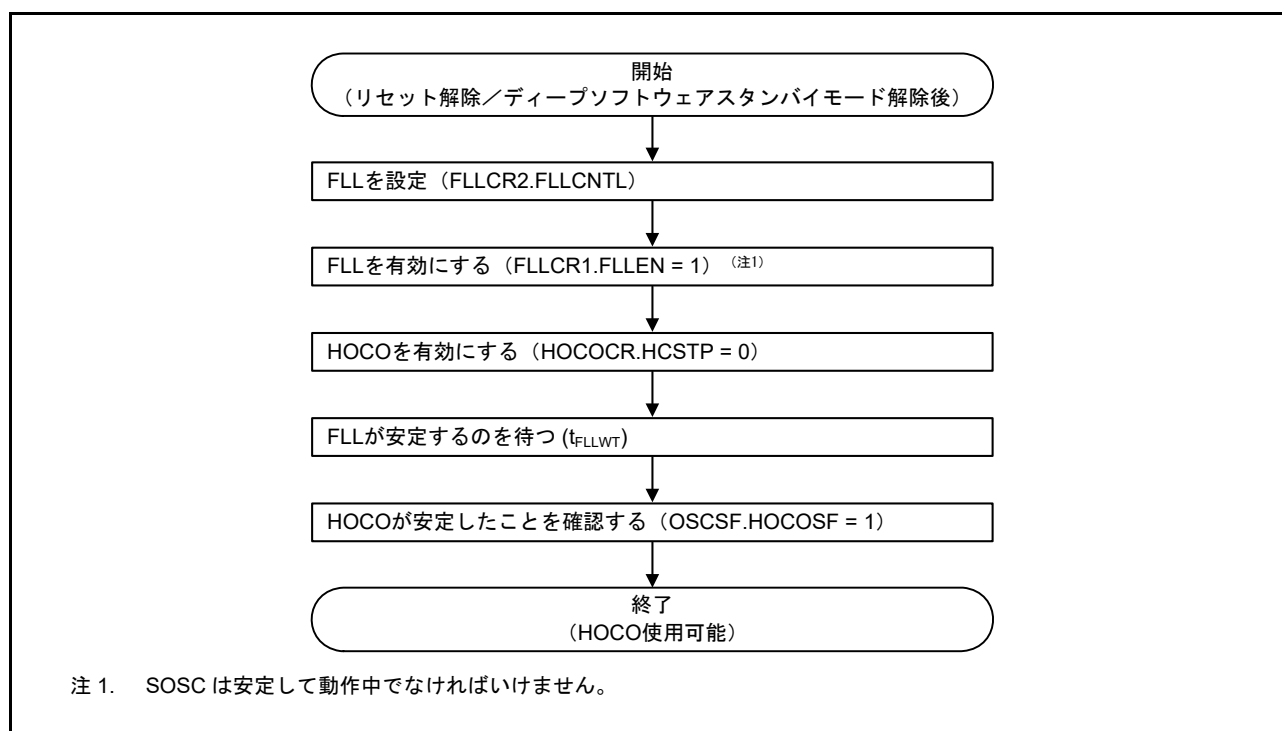 開始
（リセット解除／ディープソフトウェアスタンバイモード解除後）
FLLを設定（FLLCR2.FLLCNTL）
FLLを有効にする（FLLCR1.FLLEN = 1）（注1）
HOCOを有効にする（HOCOCR.HCSTP = 0）
FLLが安定するのを待つ (tFLLWT)
HOCOが安定したことを確認する（OSCSF.HOCOSF = 1）
終了
（HOCO使用可能）
注 1. SOSC は安定して動作中でなければいけません。